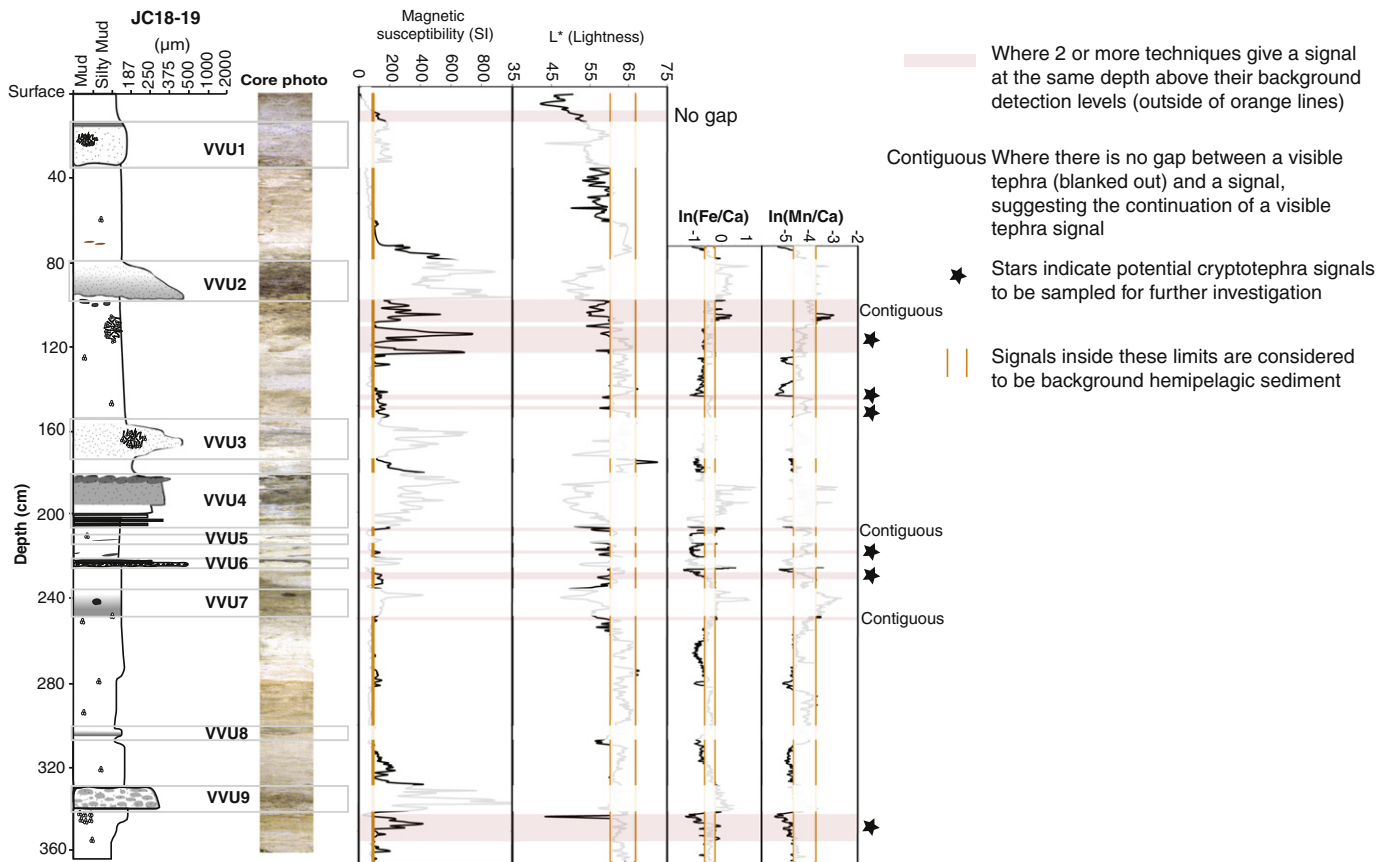 JC18-19
(µm)
Mud
Silty Mud
187
250
375
500
1000
2000
Core photo
Magnetic
susceptibility (SI)
0
200
400
600
800
L* (Lightness)
35
45
55
65
75
Surface
40
80
120
160
200
240
280
320
360
Depth (cm)
VVU1
VVU2
VVU3
VVU4
VVU5
VVU6
VVU7
VVU8
VVU9
No gap
In(Fe/Ca)
-1
0
1
In(Mn/Ca)
-5
-4
-3
-2
Contiguous
Contiguous
Contiguous
Where 2 or more techniques give a signal
at the same depth above their background
detection levels (outside of orange lines)
Contiguous Where there is no gap between a visible
tephra (blanked out) and a signal,
suggesting the continuation of a visible
tephra signal
Stars indicate potential cryptotephra signals
to be sampled for further investigation
Signals inside these limits are considered
to be background hemipelagic sediment